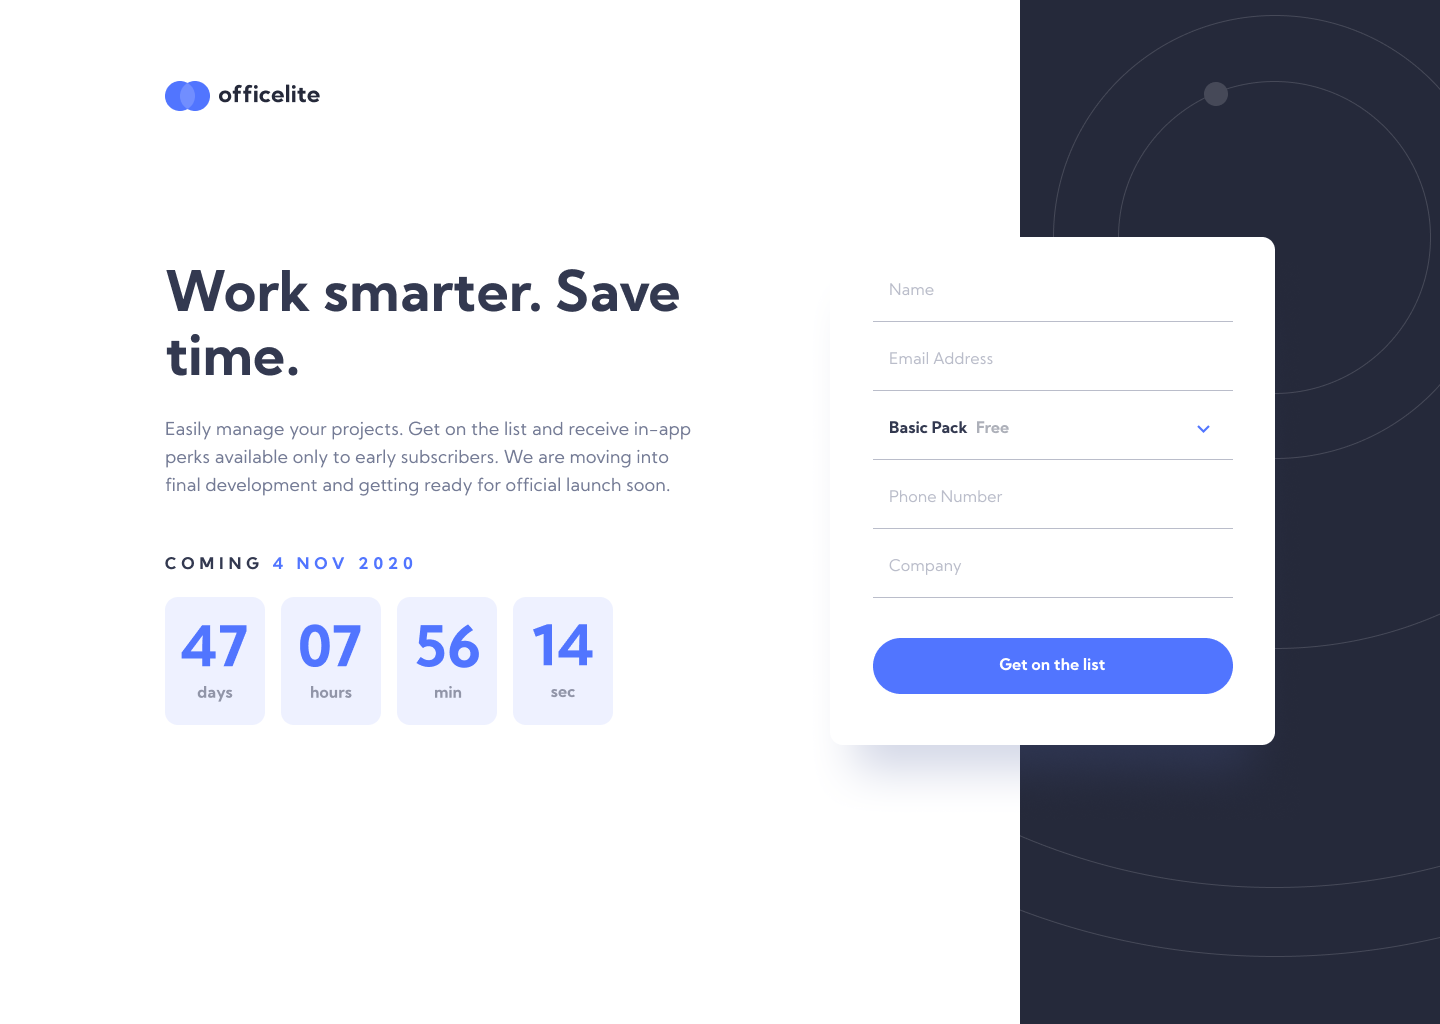 officelite
Work smarter. Save
time.
Easily manage your projects. Get on the list and receive in-app
perks available only to early subscribers. We are moving into
final development and getting ready for official launch soon.
COMING 4 NOV 2020
47 07 56 14
days hours min sec
Name
Email Address
Basic Pack Free
Phone Number
Company
Get on the list